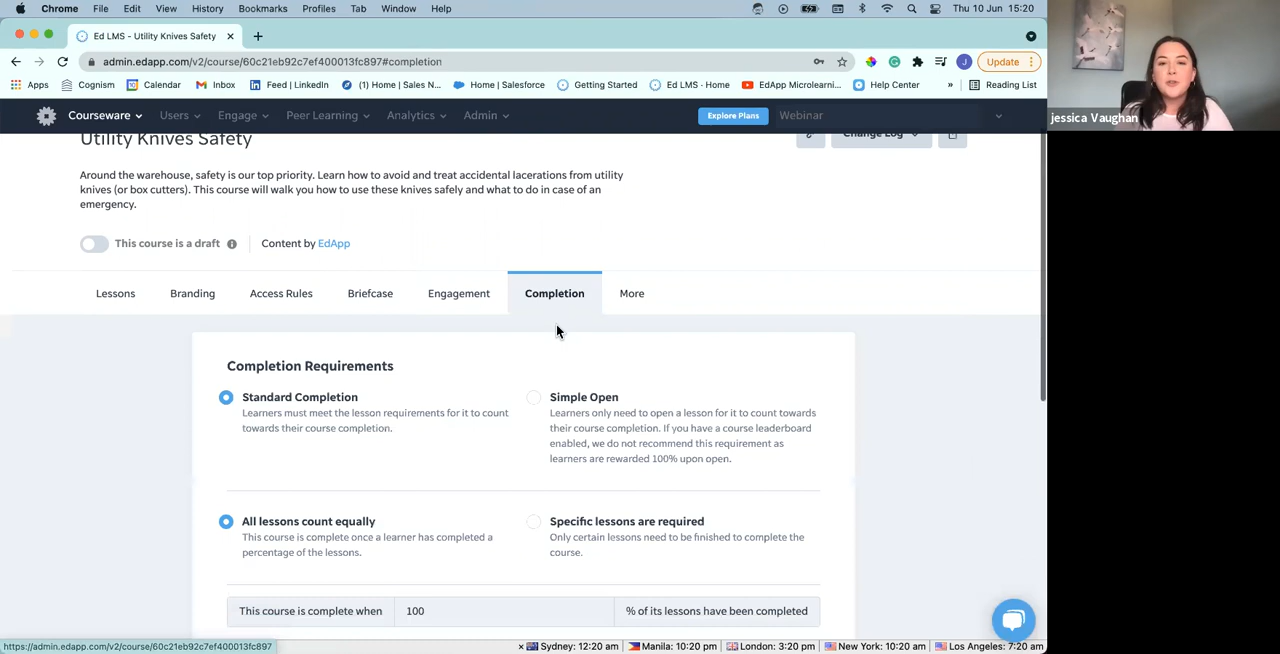 Chrome File Edit View History Bookmarks Profiles Tab Window Help Thu 10 Jun 15:20
Ed LMS - Utility Knives Safety
admin.edapp.com/v2/course/60c21eb92c7ef400013fc897#completion
J Update
Apps Cognism Calendar Inbox Feed | LinkedIn (1) Home | Sales N... Home | Salesforce Getting Started Ed LMS - Home EdApp Microlearni... Help Center » Reading List
Courseware Users Engage Peer Learning Analytics Admin Explore Plans Webinar
jessica Vaughan
Utility Knives Safety
Change Log
Around the warehouse, safety is our top priority. Learn how to avoid and treat accidental lacerations from utility
knives (or box cutters). This course will walk you how to use these knives safely and what to do in case of an
emergency.
This course is a draft Content by EdApp
Lessons Branding Access Rules Briefcase Engagement Completion More
Completion Requirements
Standard Completion
Learners must meet the lesson requirements for it to count
towards their course completion.
Simple Open
Learners only need to open a lesson for it to count towards
their course completion. If you have a course leaderboard
enabled, we do not recommend this requirement as
learners are rewarded 100% upon open.
All lessons count equally
This course is complete once a learner has completed a
percentage of the lessons.
Specific lessons are required
Only certain lessons need to be finished to complete the
course.
This course is complete when 100 % of its lessons have been completed
https://admin.edapp.com/v2/course/60c21eb92c7ef400013fc897
× Sydney: 12:20 am Manila: 10:20 pm London: 3:20 pm New York: 10:20 am Los Angeles: 7:20 am